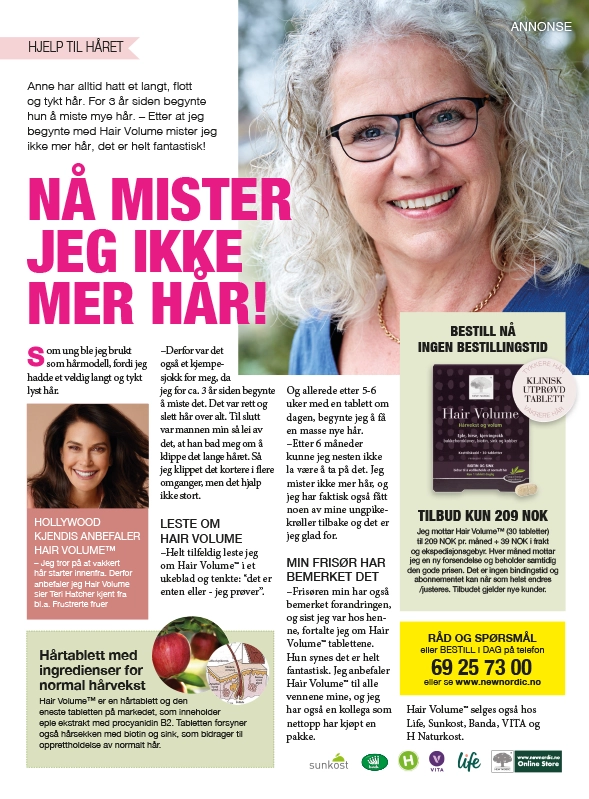 ANNONSE
HJELP TIL HÅRET
Anne har alltid hatt et langt, flott
og tykt hår. For 3 år siden begynte
hun å miste mye hår. – Etter at jeg
begynte med Hair Volume mister jeg
ikke mer hår, det er helt fantastisk!
NÅ MISTER
JEG IKKE
MER HÅR!
Som ung ble jeg brukt
som hårmodell, fordi jeg
hadde et veldig langt og tykt
lyst hår.
HOLLYWOOD
KJENDIS ANBEFALER
HAIR VOLUME™
– Jeg tror på at vakkert
hår starter innenfra. Derfor
anbefaler jeg Hair Volume
sier Teri Hatcher kjent fra
bl.a. Frustrerte fruer
–Derfor var det
også et kjempe-
sjokk for meg, da
jeg for ca. 3 år siden begynte
å miste det. Det var rett og
slett hår over alt. Til slutt
var mannen min så lei av
det, at han bad meg om å
klippe det lange håret. Så
jeg klippet det kortere i flere
omganger, men det hjalp
ikke stort.
LESTE OM
HAIR VOLUME
–Helt tilfeldig leste jeg
om Hair Volume™ i et
ukeblad og tenkte: "det er
enten eller - jeg prøver".
Og allerede etter 5-6
uker med en tablett om
dagen, begynte jeg å få
en masse nye hår.
–Etter 6 måneder
kunne jeg nesten ikke
la være å ta på det. Jeg
mister ikke mer hår, og
jeg har faktisk også fått
noen av mine ungpike-
krøller tilbake og det er
jeg glad for.
MIN FRISØR HAR
BEMERKET DET
–Frisøren min har også
bemerket forandringen,
og sist jeg var hos hen-
ne, fortalte jeg om Hair
Volume™ tablettene.
Hun synes det er helt
fantastisk. Jeg anbefaler
Hair Volume™ til alle
vennene mine, og jeg
har også en kollega som
nettopp har kjøpt en
pakke.
Hårtablett med
ingredienser for
normal hårvekst
Hair Volume™ er en hårtablett og den
eneste tabletten på markedet, som inneholder
eple ekstrakt med procyanidin B2. Tabletten forsyner
også hårsekken med biotin og sink, som bidrager til
opprettholdelse av normalt hår.
BESTILL NÅ
INGEN BESTILLINGSTID
TYKKERE HÅR
KLINISK
UTPRØVD
TABLETT
VAKRERE HÅR
NEW NORDIC
Hair Volume™
Hårvekst og volum
Eple, hirse, kjerringrokk
BIOTIN OG SINK
TILBUD KUN 209 NOK
Jeg mottar Hair Volume™ (30 tabletter)
til 209 NOK pr. måned + 39 NOK i frakt
og ekspedisjonsgebyr. Hver måned mottar
jeg en ny forsendelse og beholder samtidig
den gode prisen. Det er ingen bindingstid og
abonnementet kan når som helst endres
/justeres. Tilbudet gjelder nye kunder.
RÅD OG SPØRSMÅL
eller BESTILL I DAG på telefon
69 25 73 00
eller se www.newnordic.no
Hair Volume™ selges også hos
Life, Sunkost, Banda, VITA og
H Naturkost.
sunkost
H
VITA
life
NEW NORDIC
www.newnordic.no
Online Store